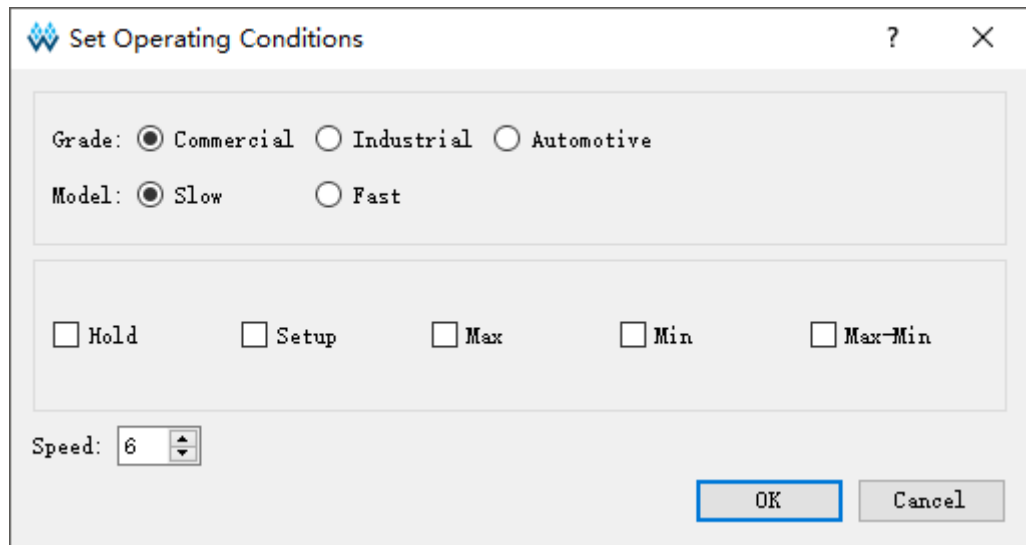 Set Operating Conditions ?
Grade: Commercial Industrial Automotive
Model: Slow Fast
Hold Setup Max Min Max-Min
Speed: 6
OK Cancel